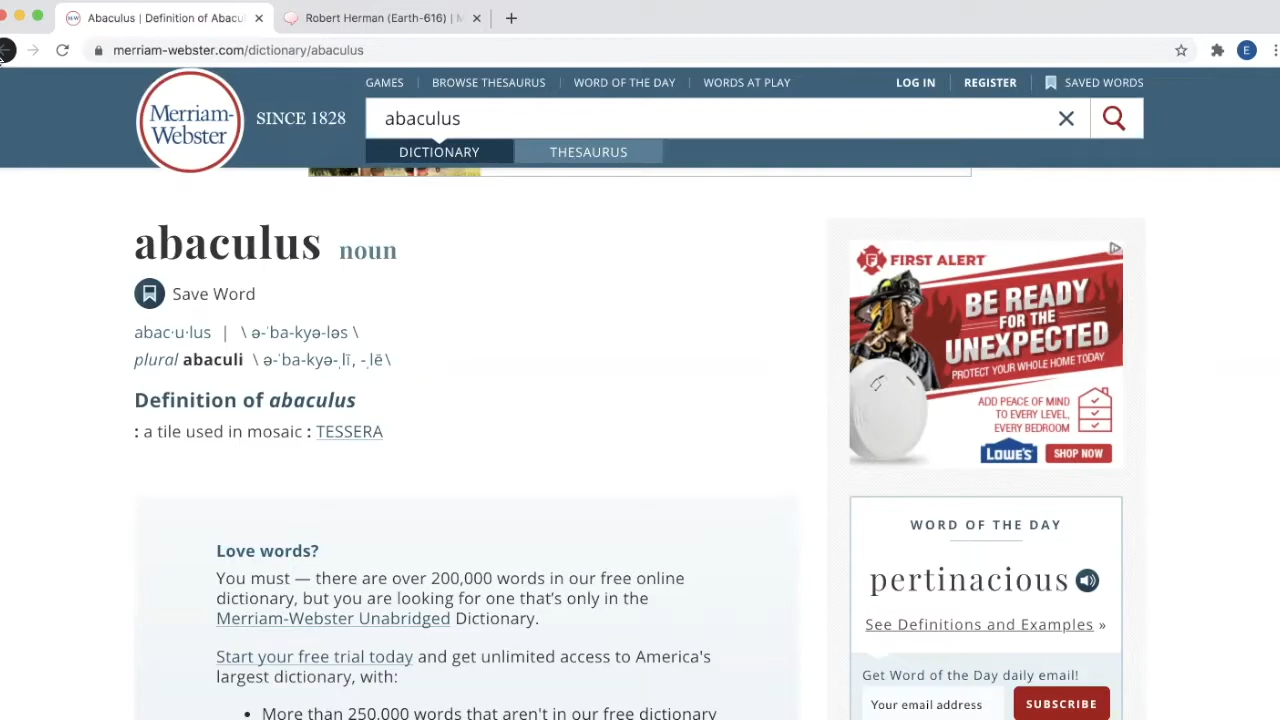 Abaculus | Definition of Abacul
Robert Herman (Earth-616) | M
merriam-webster.com/dictionary/abaculus
E
GAMES
BROWSE THESAURUS
WORD OF THE DAY
WORDS AT PLAY
LOG IN
REGISTER
SAVED WORDS
Merriam-
Webster
SINCE 1828
abaculus
DICTIONARY
THESAURUS
abaculus noun
Save Word
abac·u·lus | \ ə-ˈba-kyə-ləs \
plural abaculi \ ə-ˈba-kyə-ˌlī , -ˌlē \
Definition of abaculus
: a tile used in mosaic : TESSERA
Love words?
You must — there are over 200,000 words in our free online
dictionary, but you are looking for one that’s only in the
Merriam-Webster Unabridged Dictionary.
Start your free trial today and get unlimited access to America's
largest dictionary, with:
• More than 250,000 words that aren't in our free dictionary
FIRST ALERT
BE READY
FOR THE
UNEXPECTED
PROTECT YOUR WHOLE HOME TODAY
ADD PEACE OF MIND
TO EVERY LEVEL,
EVERY BEDROOM
LOWE'S
SHOP NOW
WORD OF THE DAY
pertinacious
See Definitions and Examples »
Get Word of the Day daily email!
Your email address
SUBSCRIBE